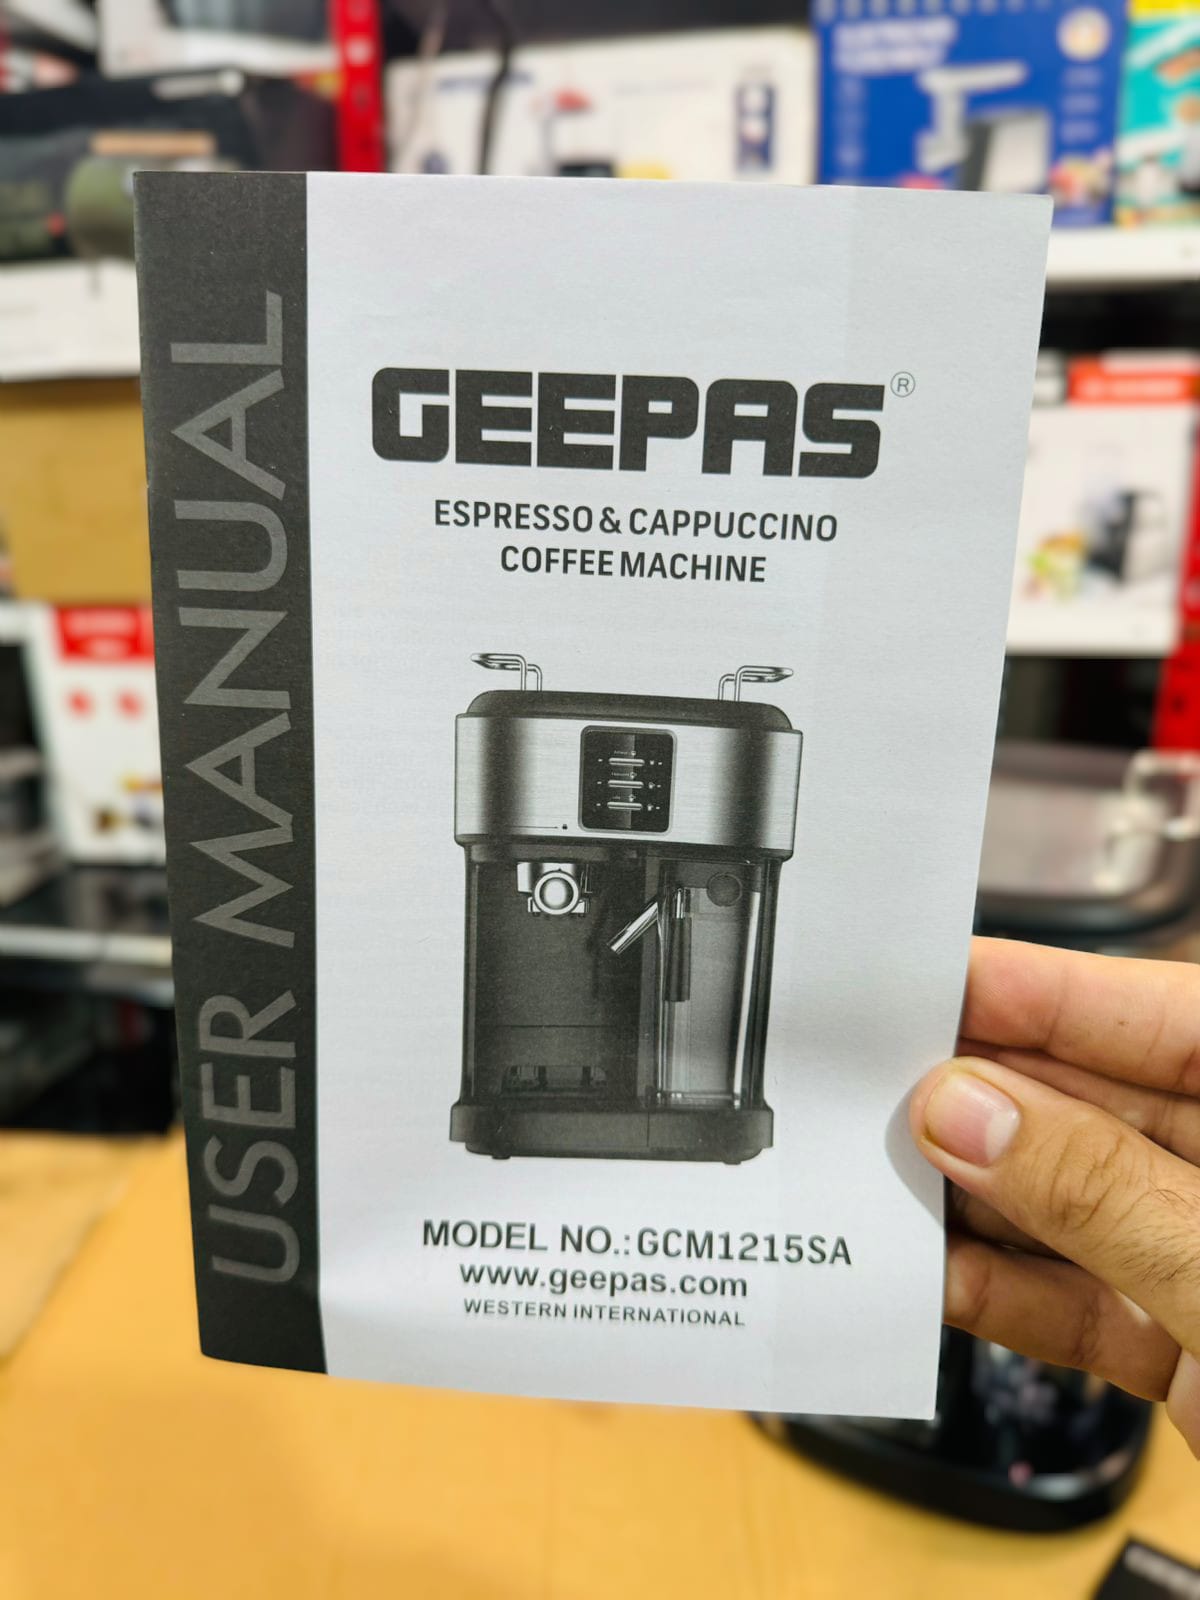 USER MANUAL
GEEPAS®
ESPRESSO & CAPPUCCINO
COFFEE MACHINE
MODEL NO.: GCM1215SA
www.geepas.com
WESTERN INTERNATIONAL